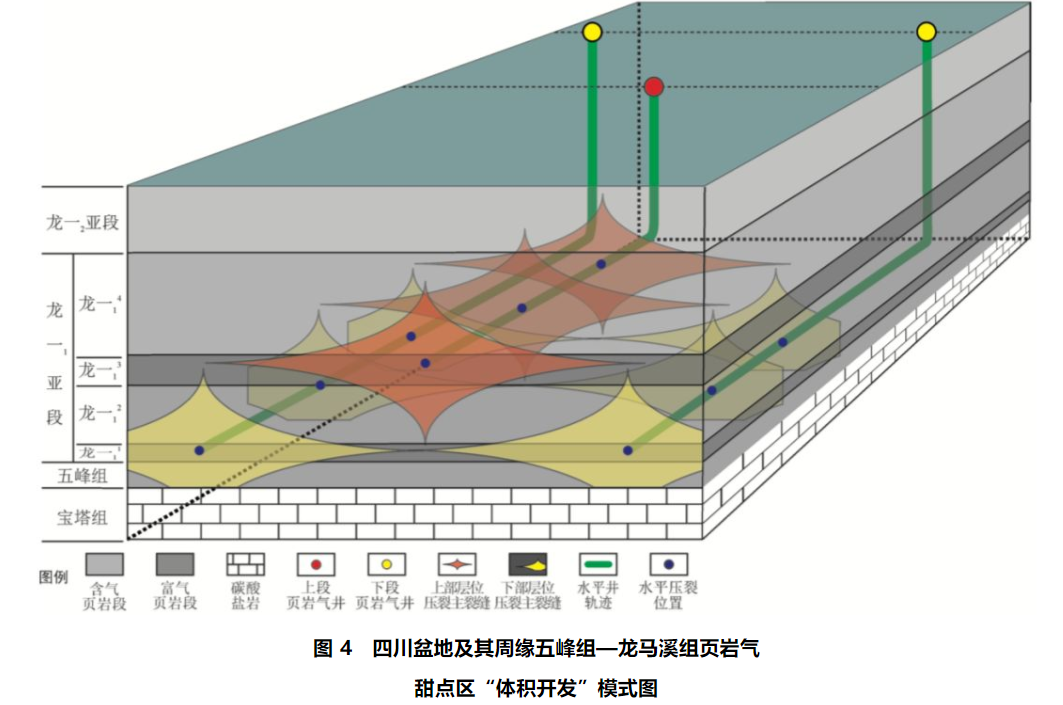 龙一₂亚段
龙一₁亚段
龙一₁⁴
龙一₁³
龙一₁²
龙一₁¹
五峰组
宝塔组
图例
含气
页岩段
富气
页岩段
碳酸
盐岩
上段
页岩气井
下段
页岩气井
上部层位
压裂主裂缝
下部层位
压裂主裂缝
水平井
轨迹
水平压裂
位置
图 4 四川盆地及其周缘五峰组—龙马溪组页岩气
甜点区“体积开发”模式图